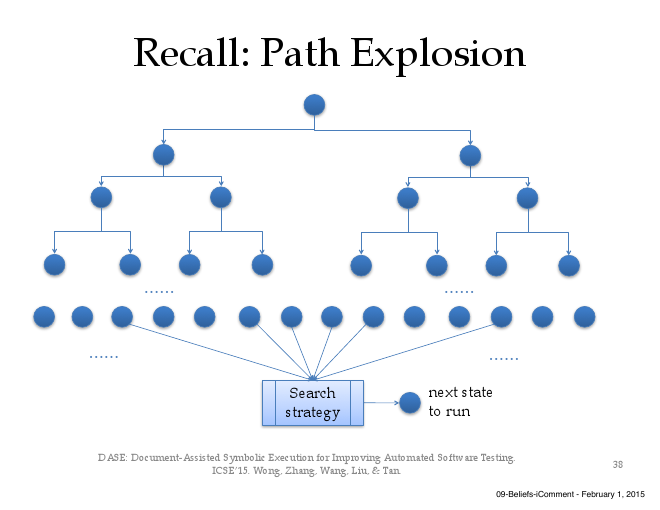 Recall: Path Explosion
......
......
......
......
Search
strategy
next state
to run
DASE: Document-Assisted Symbolic Execution for Improving Automated Software Testing.
ICSE'15. Wong, Zhang, Wang, Liu, & Tan.
38
09-Beliefs-iComment - February 1, 2015